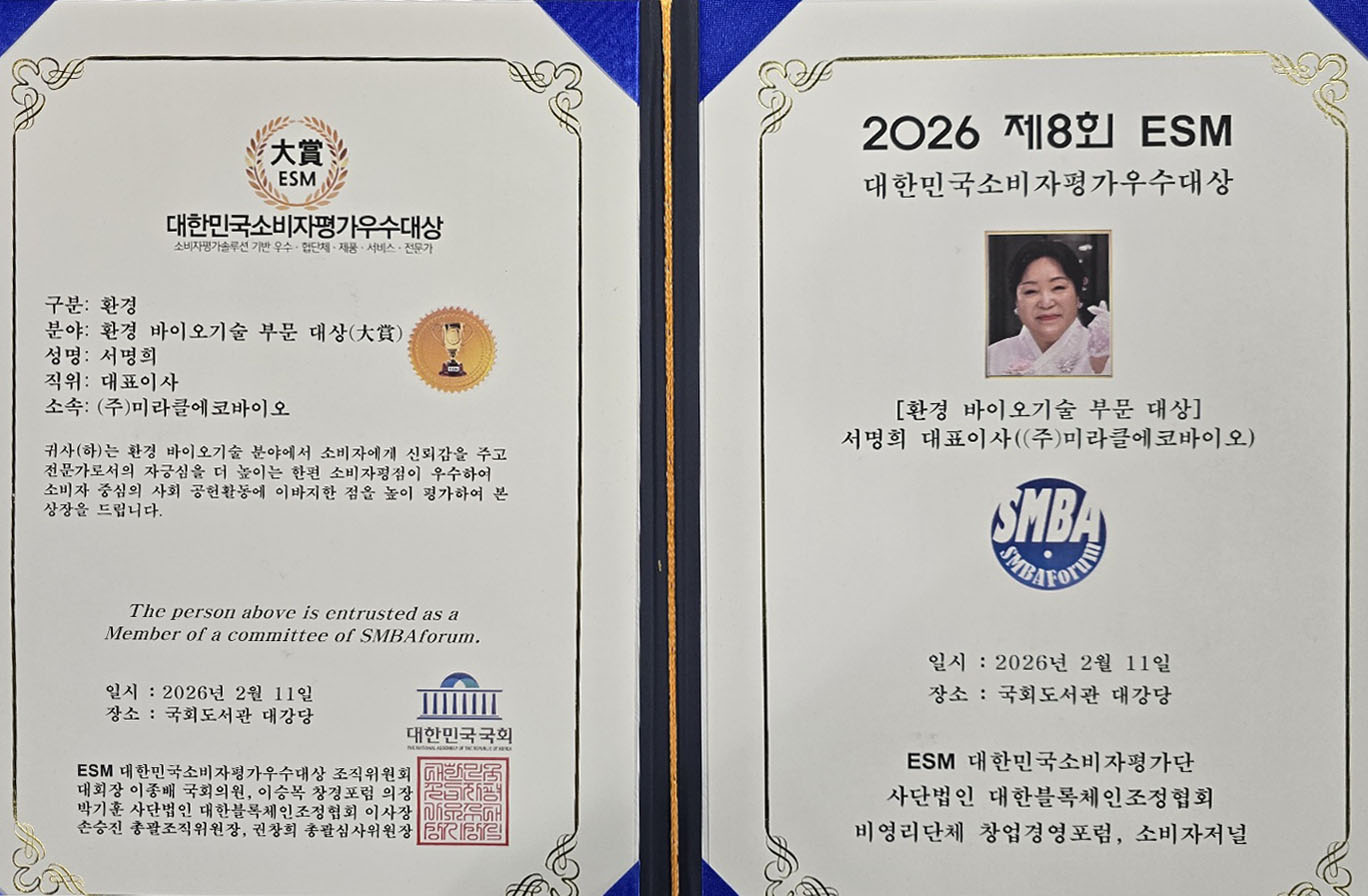 大賞
ESM
대한민국소비자평가우수대상
소비자평가솔루션 기반 우수 · 협단체 · 제품 · 서비스 · 전문가
구분: 환경
분야: 환경 바이오기술 부문 대상(大賞)
성명: 서명희
직위: 대표이사
소속: (주)미라클에코바이오
귀사(하)는 환경 바이오기술 분야에서 소비자에게 신뢰감을 주고
전문가로서의 자긍심을 더 높이는 한편 소비자평점이 우수하여
소비자 중심의 사회 공헌활동에 이바지한 점을 높이 평가하여 본
상장을 드립니다.
The person above is entrusted as a
Member of a committee of SMBAforum.
일시 : 2026년 2월 11일
장소 : 국회도서관 대강당
대한민국국회
THE NATIONAL ASSEMBLY OF THE REPUBLIC OF KOREA
ESM 대한민국소비자평가우수대상 조직위원회
대회장 이종배 국회의원, 이승목 창경포럼 의장
박기훈 사단법인 대한블록체인조정협회 이사장
손승진 총괄조직위원장, 권창희 총괄심사위원장
2026 제8회 ESM
대한민국소비자평가우수대상
[환경 바이오기술 부문 대상]
서명희 대표이사((주)미라클에코바이오)
SMBA
SMBAForum
일시 : 2026년 2월 11일
장소 : 국회도서관 대강당
ESM 대한민국소비자평가단
사단법인 대한블록체인조정협회
비영리단체 창업경영포럼, 소비자저널